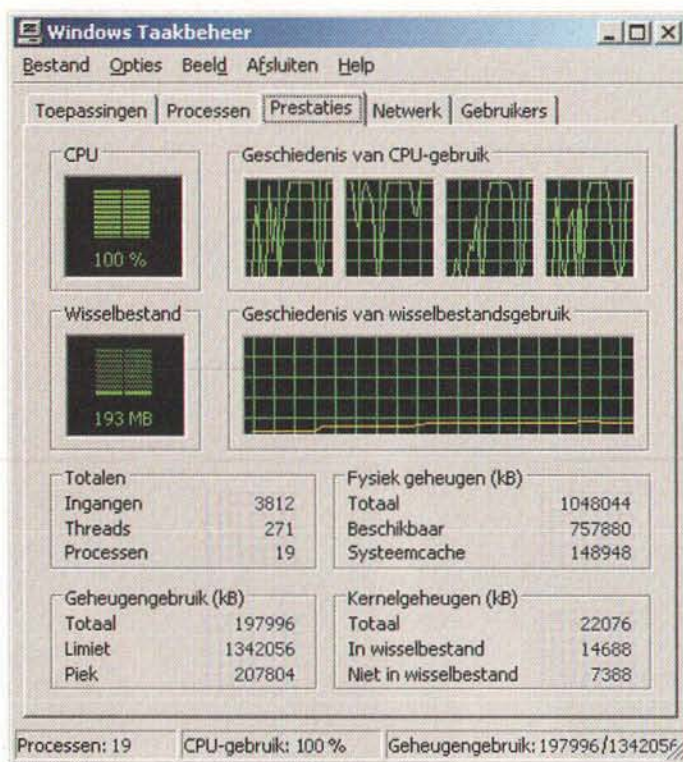 Windows Taakbeheer
Bestand Opties Beeld Afsluiten Help
Toepassingen Processen Prestaties Netwerk Gebruikers
CPU
100 %
Geschiedenis van CPU-gebruik
Wisselbestand
193 MB
Geschiedenis van wisselbestandsgebruik
Totalen
Ingangen 3812
Threads 271
Processen 19
Fysiek geheugen (kB)
Totaal 1048044
Beschikbaar 757880
Systeemcache 148948
Geheugengebruik (kB)
Totaal 197996
Limiet 1342056
Piek 207804
Kernelgeheugen (kB)
Totaal 22076
In wisselbestand 14688
Niet in wisselbestand 7388
Processen: 19 CPU-gebruik: 100 % Geheugengebruik: 197996/1342056